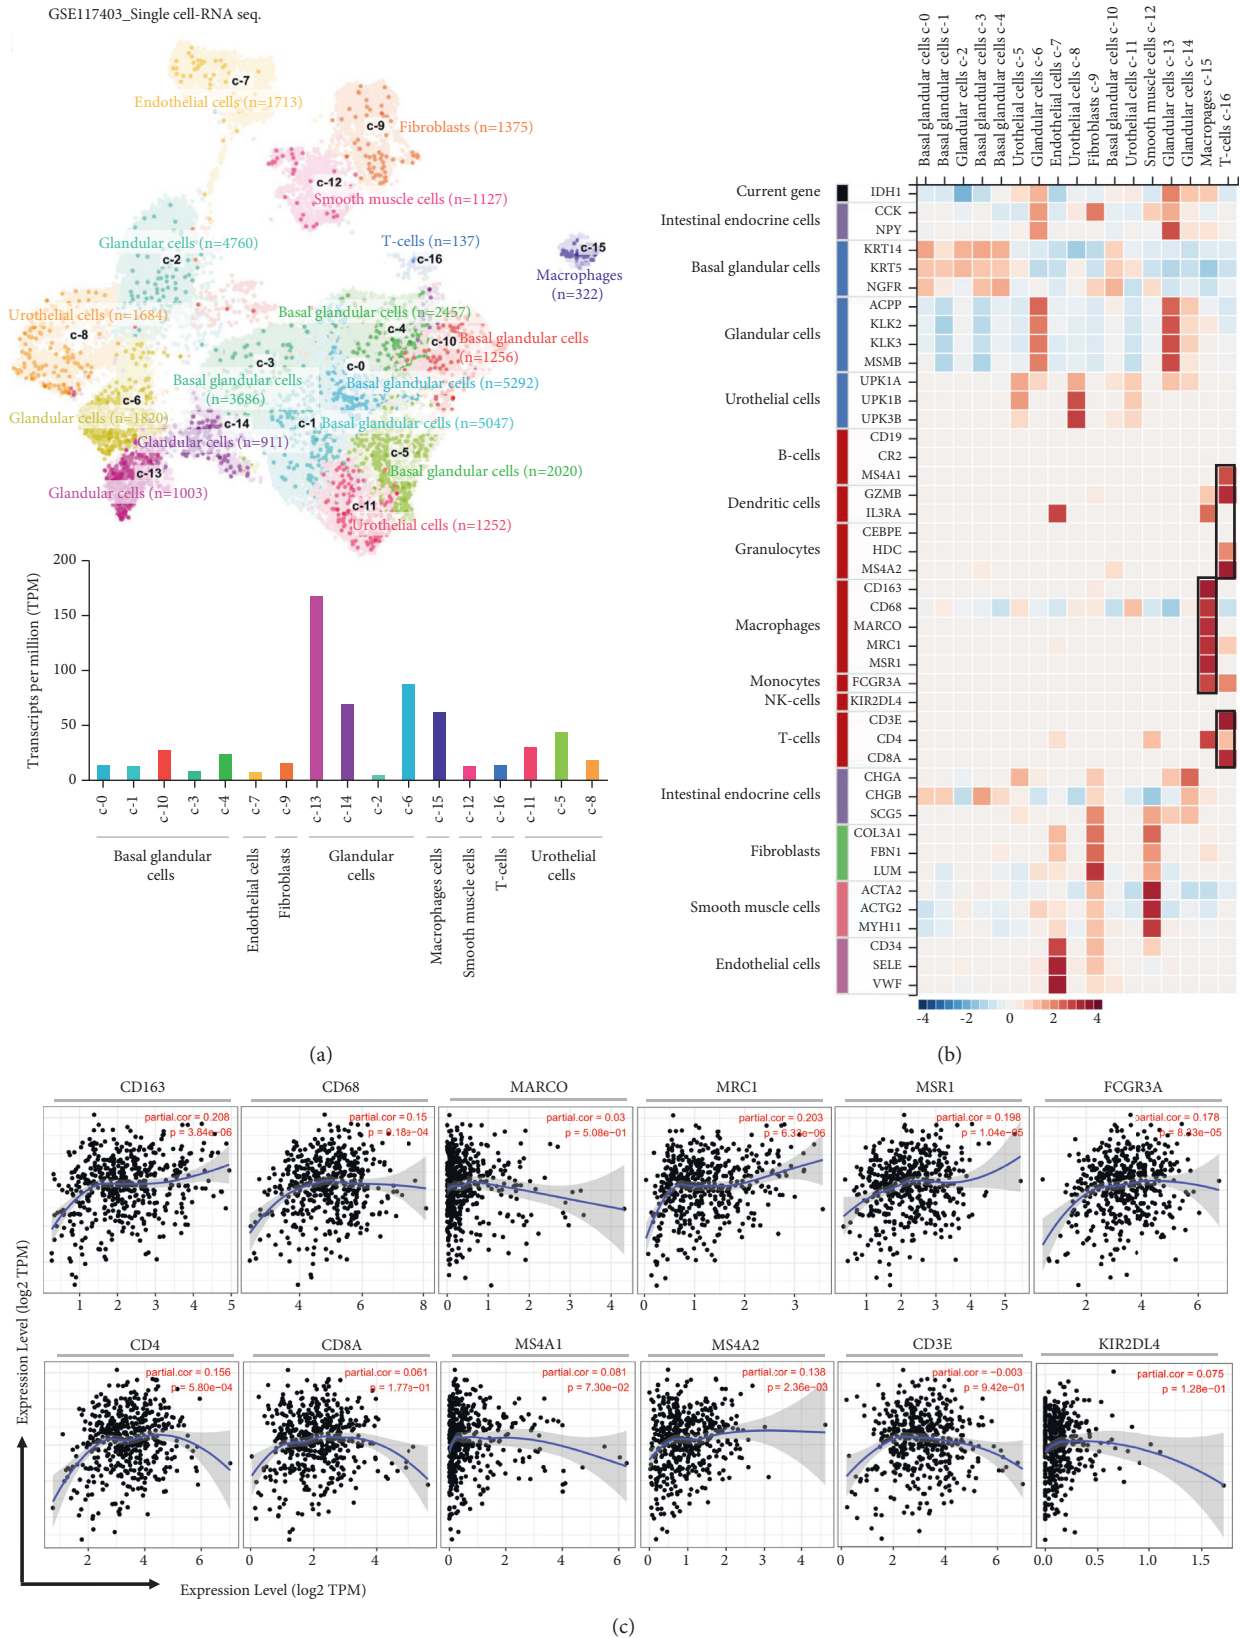 GSE117403_Single cell-RNA seq.
c-7
Endothelial cells (n=1713)
c-9
Fibroblasts (n=1375)
c-12
Smooth muscle cells (n=1127)
Glandular cells (n=4760)
c-2
T-cells (n=137)
c-16
c-15
Macrophages
(n=322)
Urothelial cells (n=1684)
c-8
Basal glandular cells (n=2457)
c-4
c-10
Basal glandular cells
(n=1256)
c-3
c-0
Basal glandular cells
(n=3686)
Basal glandular cells (n=5292)
c-6
Glandular cells (n=1820)
c-14
Glandular cells (n=911)
c-1
Basal glandular cells (n=5047)
c-5
Basal glandular cells (n=2020)
c-13
Glandular cells (n=1003)
c-11
Urothelial cells (n=1252)
Transcripts per million (TPM)
200
150
100
50
0
c-0
c-1
c-10
c-3
c-4
c-7
c-9
c-13
c-14
c-2
c-6
c-15
c-12
c-16
c-11
c-5
c-8
Basal glandular
cells
Endothelial cells
Fibroblasts
Glandular
cells
Macrophages cells
Smooth muscle cells
T-cells
Urothelial
cells
(a)
Basal glandular cells c-0
Basal glandular cells c-1
Glandular cells c-2
Basal glandular cells c-3
Basal glandular cells c-4
Urothelial cells c-5
Glandular cells c-6
Endothelial cells c-7
Urothelial cells c-8
Fibroblasts c-9
Basal glandular cells c-10
Urothelial cells c-11
Smooth muscle cells c-12
Glandular cells c-13
Glandular cells c-14
Macropages c-15
T-cells c-16
Current gene
IDH1
Intestinal endocrine cells
CCK
NPY
Basal glandular cells
KRT14
KRT5
NGFR
Glandular cells
ACPP
KLK2
KLK3
MSMB
Urothelial cells
UPK1A
UPK1B
UPK3B
B-cells
CD19
CR2
MS4A1
Dendritic cells
GZMB
IL3RA
Granulocytes
CEBPE
HDC
MS4A2
Macrophages
CD163
CD68
MARCO
MRC1
MSR1
Monocytes
FCGR3A
NK-cells
KIR2DL4
T-cells
CD3E
CD4
CD8A
Intestinal endocrine cells
CHGA
CHGB
SCG5
Fibroblasts
COL3A1
FBN1
LUM
Smooth muscle cells
ACTA2
ACTG2
MYH11
Endothelial cells
CD34
SELE
VWF
-4 -2 0 2 4
(b)
CD163
partial.cor = 0.208
p = 3.84e−06
1 2 3 4 5
CD68
partial.cor = 0.15
p = 9.18e−04
4 6 8
MARCO
partial.cor = 0.03
p = 5.08e−01
0 1 2 3 4
MRC1
partial.cor = 0.203
p = 6.33e−06
0 1 2 3
MSR1
partial.cor = 0.198
p = 1.04e−05
1 2 3 4 5
FCGR3A
partial.cor = 0.178
p = 8.33e−05
2 4 6
CD4
partial.cor = 0.156
p = 5.80e−04
2 4 6
CD8A
partial.cor = 0.061
p = 1.77e−01
0 2 4
MS4A1
partial.cor = 0.081
p = 7.30e−02
0 2 4 6
MS4A2
partial.cor = 0.138
p = 2.36e−03
0 1 2 3 4
CD3E
partial.cor = −0.003
p = 9.42e−01
0 2 4 6
KIR2DL4
partial.cor = 0.075
p = 1.28e−01
0.0 0.5 1.0 1.5
Expression Level (log2 TPM)
Expression Level (log2 TPM)
(c)